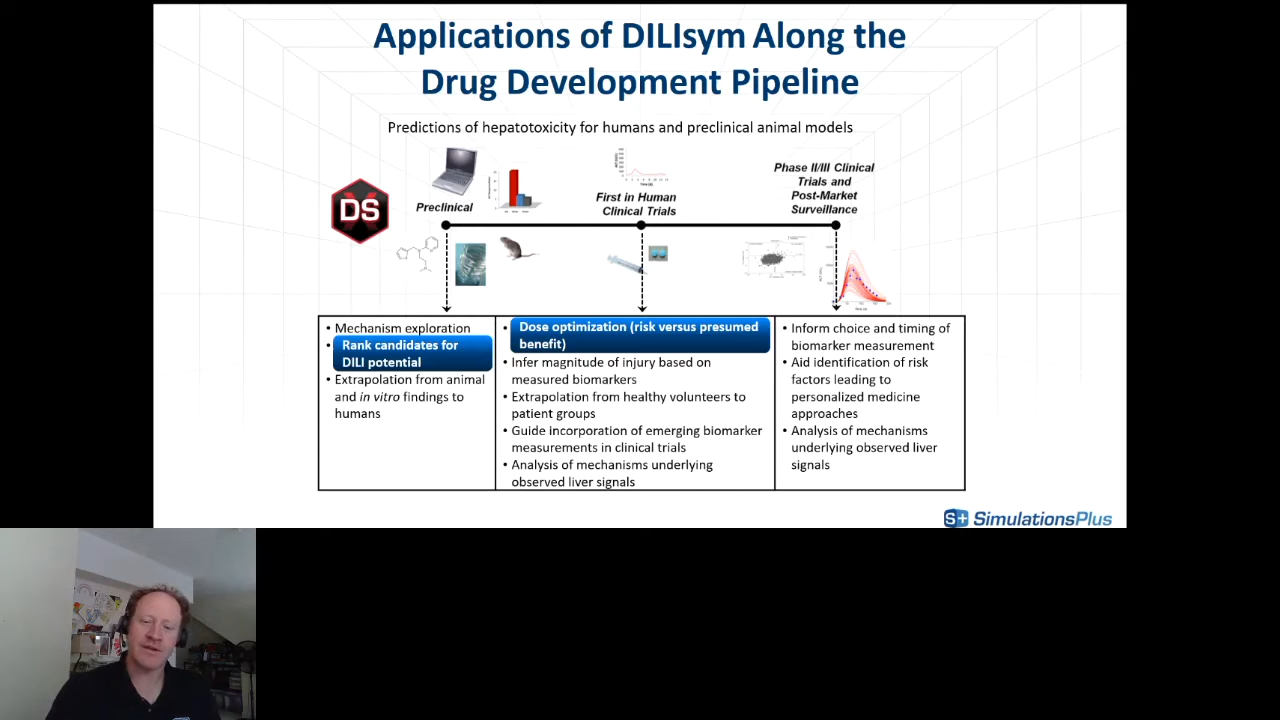 Applications of DILIsym Along the
Drug Development Pipeline
Predictions of hepatotoxicity for humans and preclinical animal models
DS
Preclinical
First in Human
Clinical Trials
Phase II/III Clinical
Trials and
Post-Market
Surveillance
• Mechanism exploration
• Rank candidates for
DILI potential
• Extrapolation from animal
and in vitro findings to
humans
• Dose optimization (risk versus presumed
benefit)
• Infer magnitude of injury based on
measured biomarkers
• Extrapolation from healthy volunteers to
patient groups
• Guide incorporation of emerging biomarker
measurements in clinical trials
• Analysis of mechanisms underlying
observed liver signals
• Inform choice and timing of
biomarker measurement
• Aid identification of risk
factors leading to
personalized medicine
approaches
• Analysis of mechanisms
underlying observed liver
signals
S+ SimulationsPlus